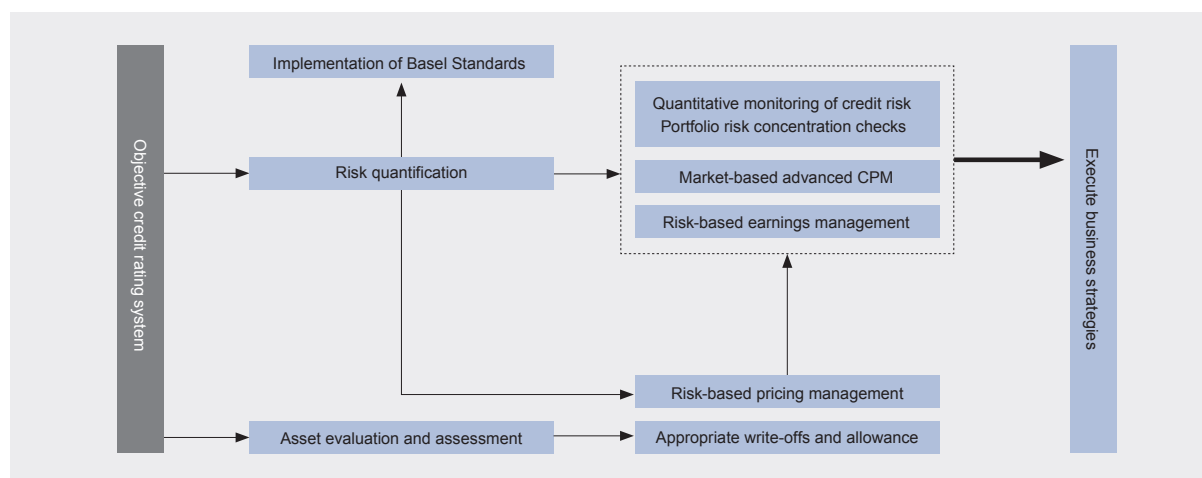 Objective credit rating system
Implementation of Basel Standards
Risk quantification
Asset evaluation and assessment
Quantitative monitoring of credit risk
Portfolio risk concentration checks
Market-based advanced CPM
Risk-based earnings management
Risk-based pricing management
Appropriate write-offs and allowance
Execute business strategies